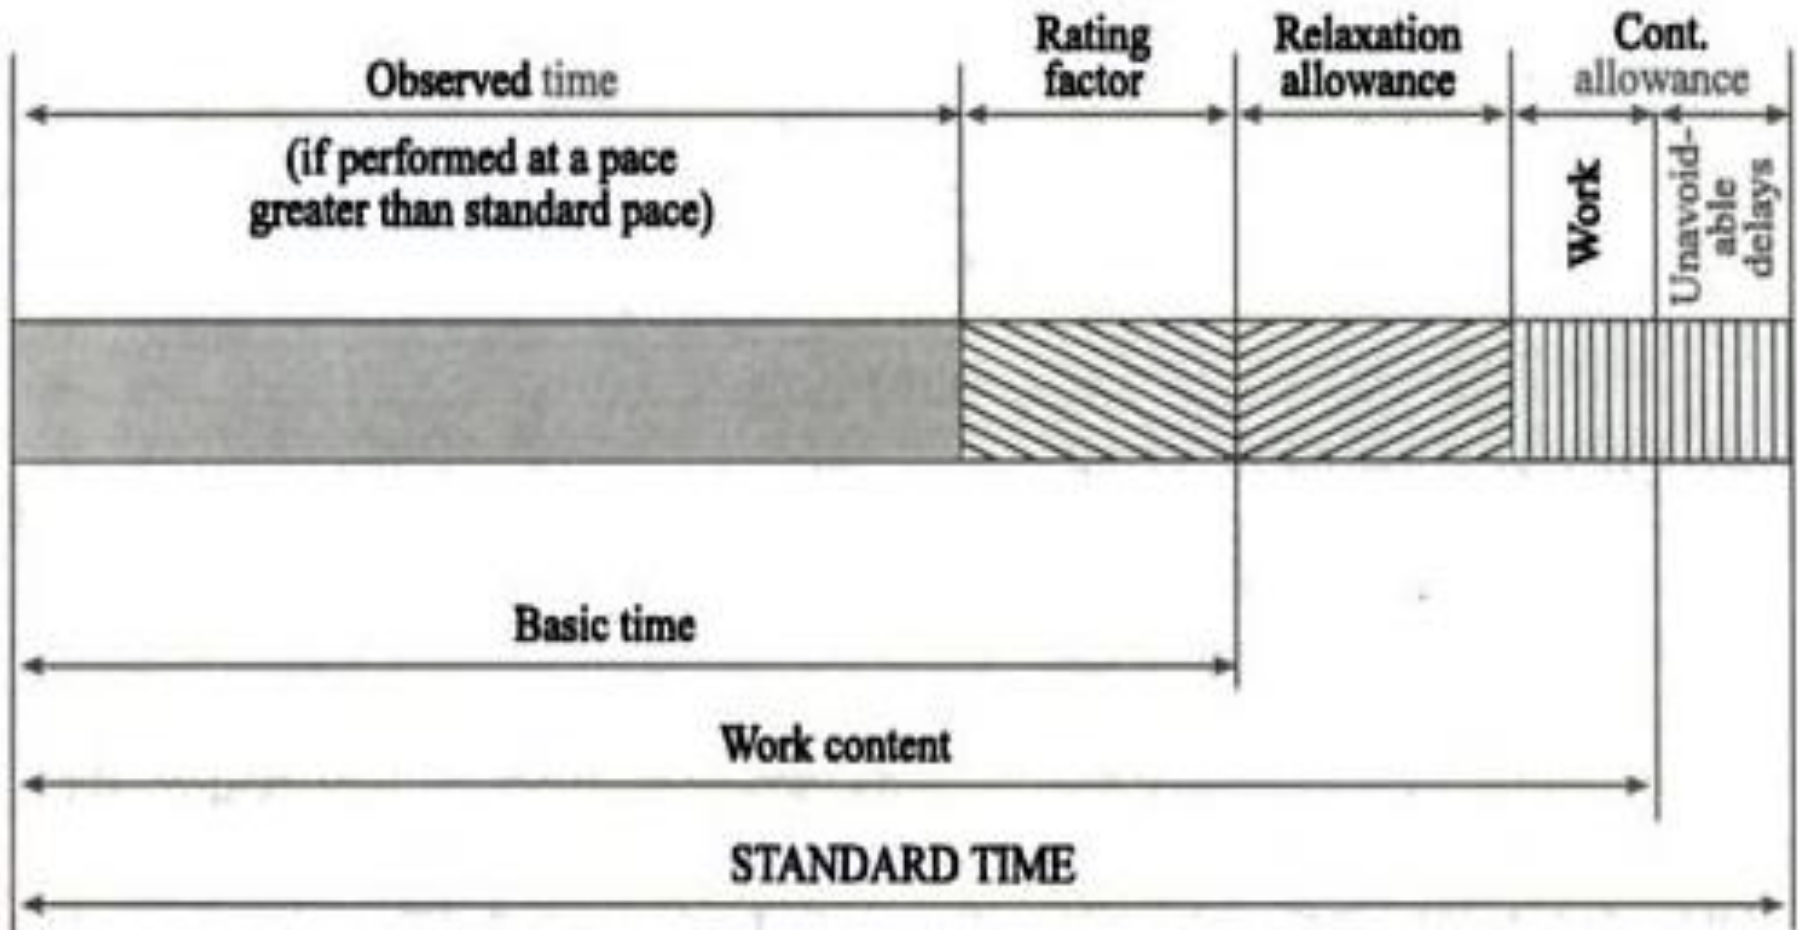 Observed time
(if performed at a pace
greater than standard pace)
Rating
factor
Relaxation
allowance
Cont.
allowance
Work
Unavoid-
able
delays
Basic time
Work content
STANDARD TIME